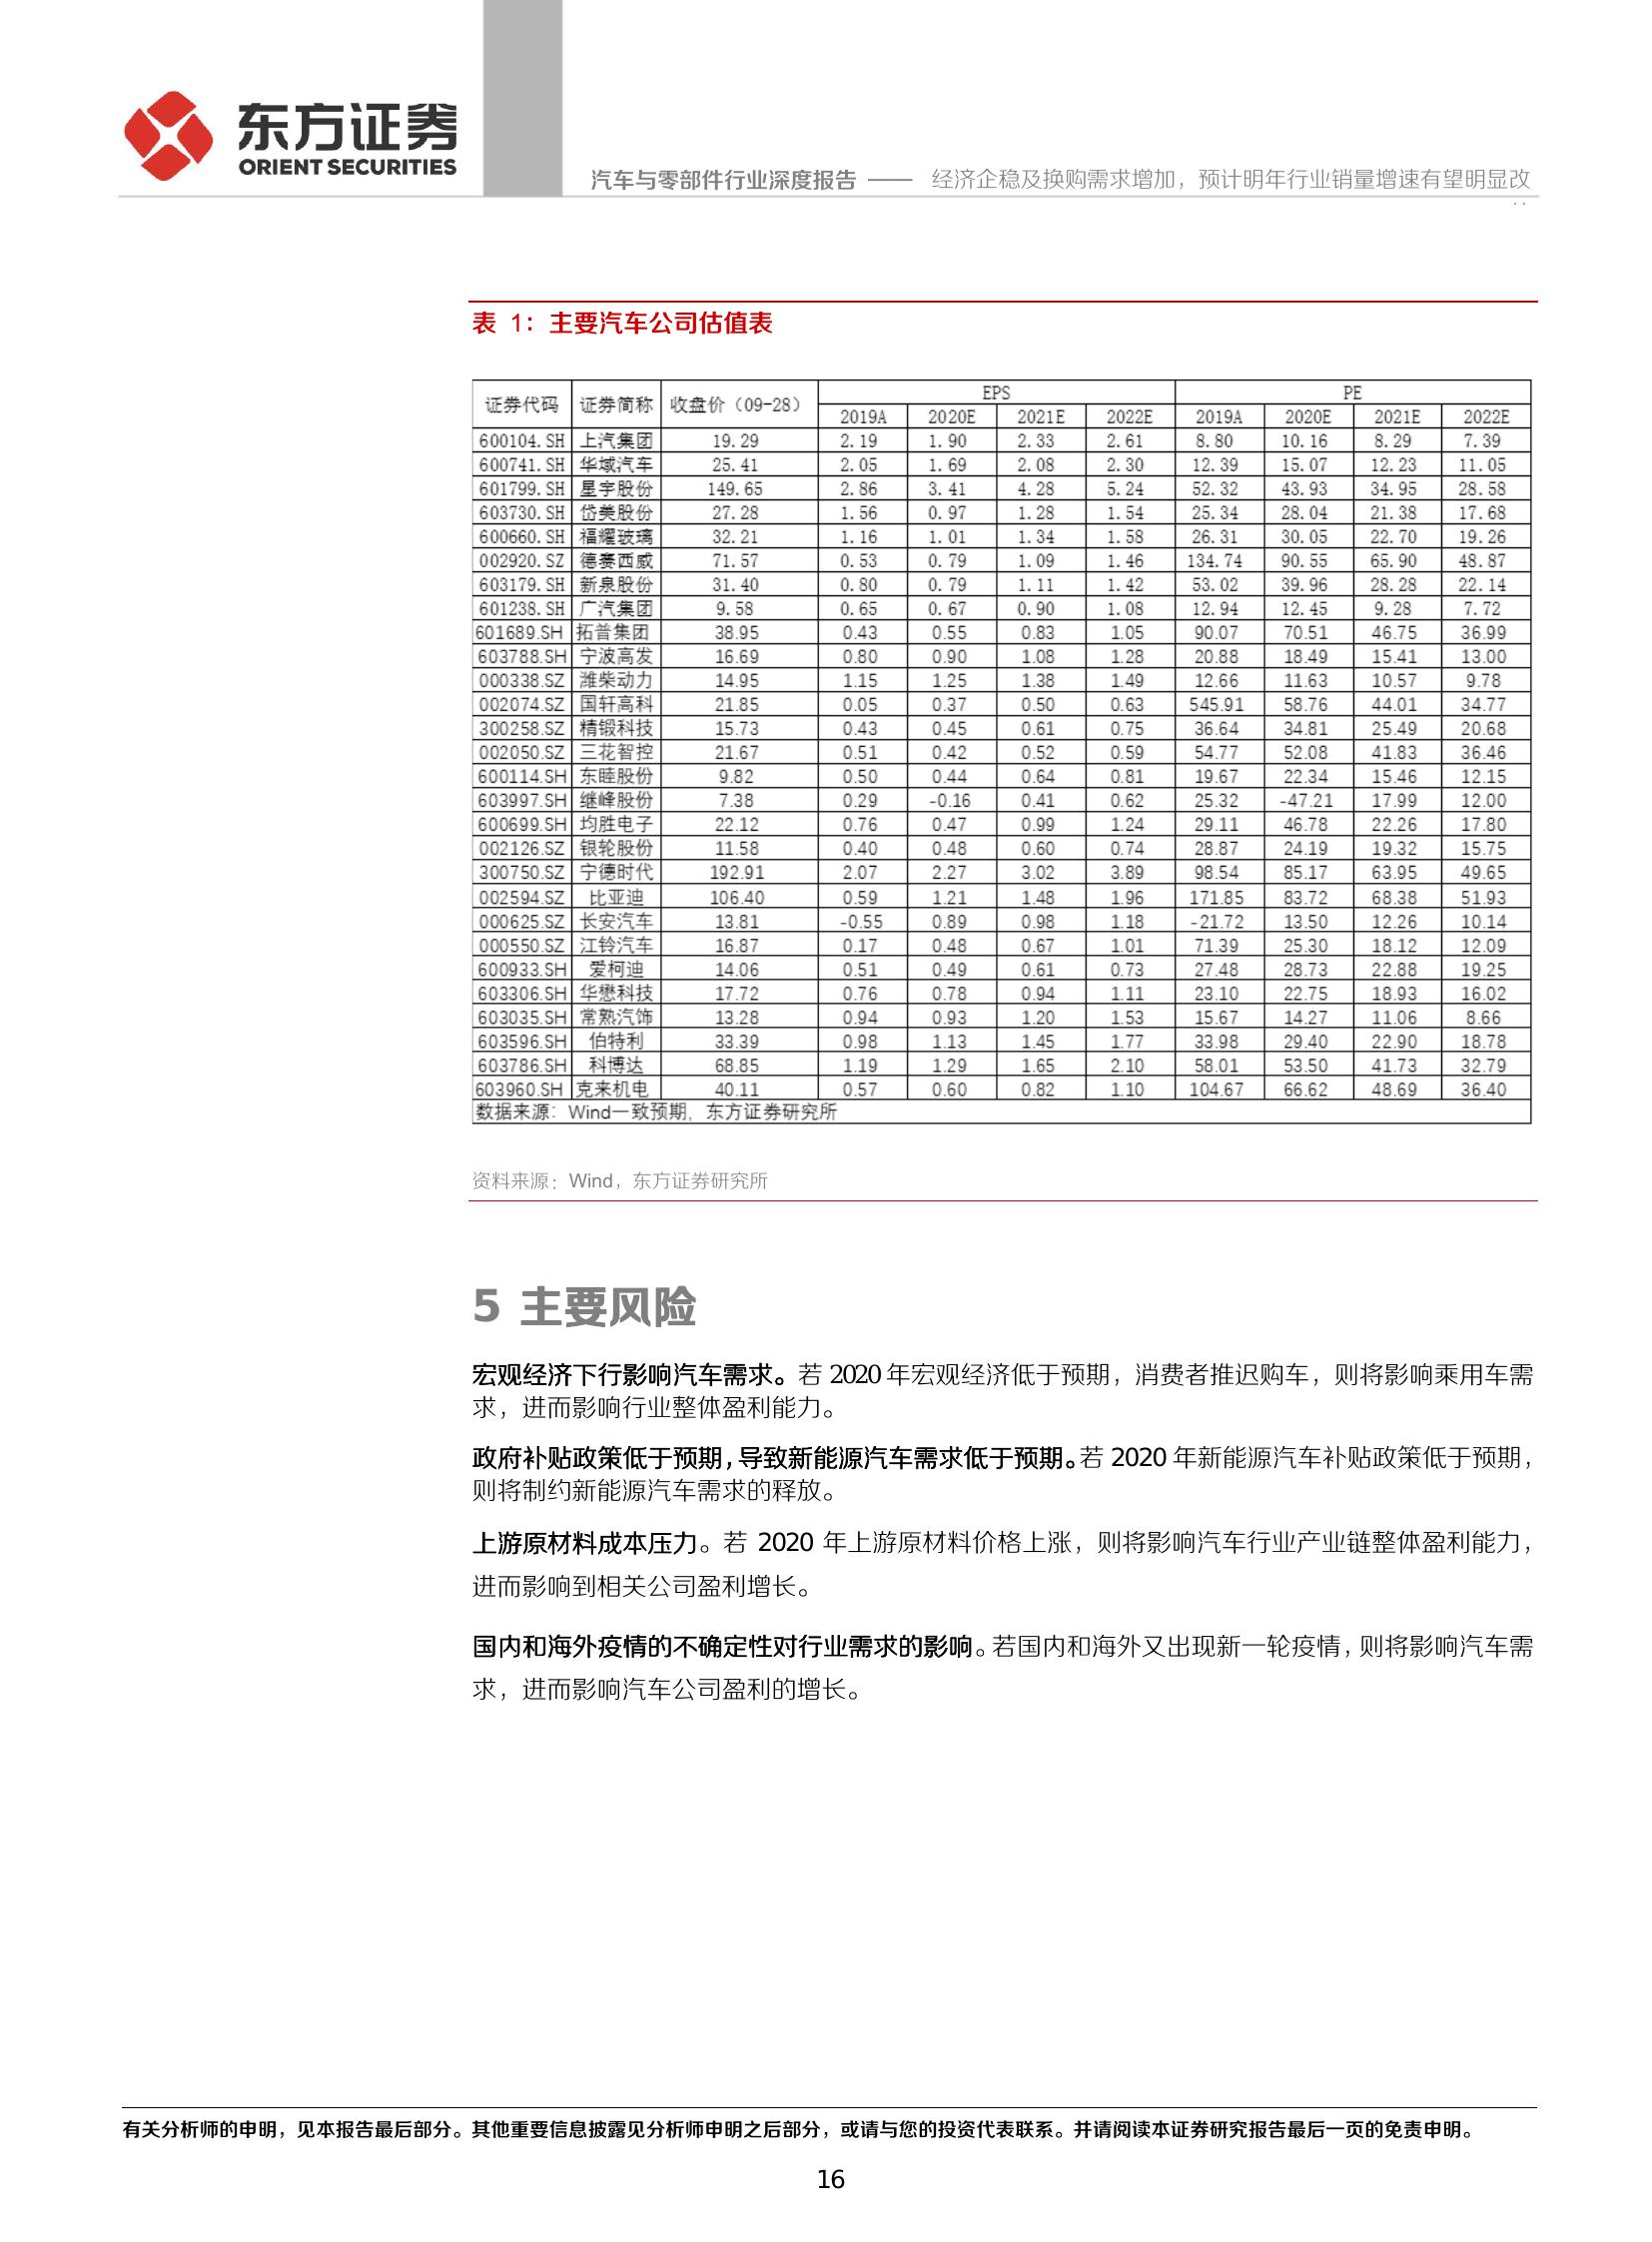 东方证券
ORIENT SECURITIES
汽车与零部件行业深度报告 —— 经济企稳及换购需求增加，预计明年行业销量增速有望明显改
表 1：主要汽车公司估值表
证券代码 证券简称 收盘价（09-28） EPS PE
2019A 2020E 2021E 2022E 2019A 2020E 2021E 2022E
600104.SH 上汽集团 19.29 2.19 1.90 2.33 2.61 8.80 10.16 8.29 7.39
600741.SH 华域汽车 25.41 2.05 1.69 2.08 2.30 12.39 15.07 12.23 11.05
601799.SH 星宇股份 149.65 2.86 3.41 4.28 5.24 52.32 43.93 34.95 28.58
603730.SH 岱美股份 27.28 1.56 0.97 1.28 1.54 25.34 28.04 21.38 17.68
600660.SH 福耀玻璃 32.21 1.16 1.01 1.34 1.58 26.31 30.05 22.70 19.26
002920.SZ 德赛西威 71.57 0.53 0.79 1.09 1.46 134.74 90.55 65.90 48.87
603179.SH 新泉股份 31.40 0.80 0.79 1.11 1.42 53.02 39.96 28.28 22.14
601238.SH 广汽集团 9.58 0.65 0.67 0.90 1.08 12.94 12.45 9.28 7.72
601689.SH 拓普集团 38.95 0.43 0.55 0.83 1.05 90.07 70.51 46.75 36.99
603788.SH 宁波高发 16.69 0.80 0.90 1.08 1.28 20.88 18.49 15.41 13.00
000338.SZ 潍柴动力 14.95 1.15 1.25 1.38 1.49 12.66 11.63 10.57 9.78
002074.SZ 国轩高科 21.85 0.05 0.37 0.50 0.63 545.91 58.76 44.01 34.77
300258.SZ 精锻科技 15.73 0.43 0.45 0.61 0.75 36.64 34.81 25.49 20.68
002050.SZ 三花智控 21.67 0.51 0.42 0.52 0.59 54.77 52.08 41.83 36.46
600114.SH 东睦股份 9.82 0.50 0.44 0.64 0.81 19.67 22.34 15.46 12.15
603997.SH 继峰股份 7.38 0.29 -0.16 0.41 0.62 25.32 -47.21 17.99 12.00
600699.SH 均胜电子 22.12 0.76 0.47 0.99 1.24 29.11 46.78 22.26 17.80
002126.SZ 银轮股份 11.58 0.40 0.48 0.60 0.74 28.87 24.19 19.32 15.75
300750.SZ 宁德时代 192.91 2.07 2.27 3.02 3.89 98.54 85.17 63.95 49.65
002594.SZ 比亚迪 106.40 0.59 1.21 1.48 1.96 171.85 83.72 68.38 51.93
000625.SZ 长安汽车 13.81 -0.55 0.89 0.98 1.18 -21.72 13.50 12.26 10.14
000550.SZ 江铃汽车 16.87 0.17 0.48 0.67 1.01 71.39 25.30 18.12 12.09
600933.SH 爱柯迪 14.06 0.51 0.49 0.61 0.73 27.48 28.73 22.88 19.25
603306.SH 华懋科技 17.72 0.76 0.78 0.94 1.11 23.10 22.75 18.93 16.02
603035.SH 常熟汽饰 13.28 0.94 0.93 1.20 1.53 15.67 14.27 11.06 8.66
603596.SH 伯特利 33.39 0.98 1.13 1.45 1.77 33.98 29.40 22.90 18.78
603786.SH 科博达 68.85 1.19 1.29 1.65 2.10 58.01 53.50 41.73 32.79
603960.SH 克来机电 40.11 0.57 0.60 0.82 1.10 104.67 66.62 48.69 36.40
数据来源：Wind一致预期，东方证券研究所
资料来源：Wind，东方证券研究所
5 主要风险
宏观经济下行影响汽车需求。若 2020 年宏观经济低于预期，消费者推迟购车，则将影响乘用车需
求，进而影响行业整体盈利能力。
政府补贴政策低于预期，导致新能源汽车需求低于预期。若 2020 年新能源汽车补贴政策低于预期，
则将制约新能源汽车需求的释放。
上游原材料成本压力。若 2020 年上游原材料价格上涨，则将影响汽车行业产业链整体盈利能力，
进而影响到相关公司盈利增长。
国内和海外疫情的不确定性对行业需求的影响。若国内和海外又出现新一轮疫情，则将影响汽车需
求，进而影响汽车公司盈利的增长。
有关分析师的申明，见本报告最后部分。其他重要信息披露见分析师申明之后部分，或请与您的投资代表联系。并请阅读本证券研究报告最后一页的免责申明。
16